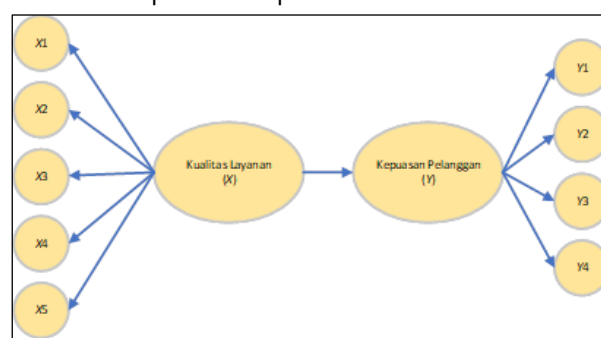 X1
X2
X3
X4
X5
Kualitas Layanan
(X)
Kepuasan Pelanggan
(Y)
Y1
Y2
Y3
Y4